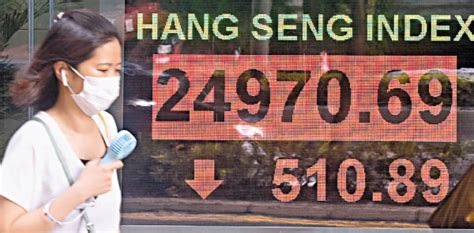 HANG SENG INDEX
24970.69
↓ 510.89